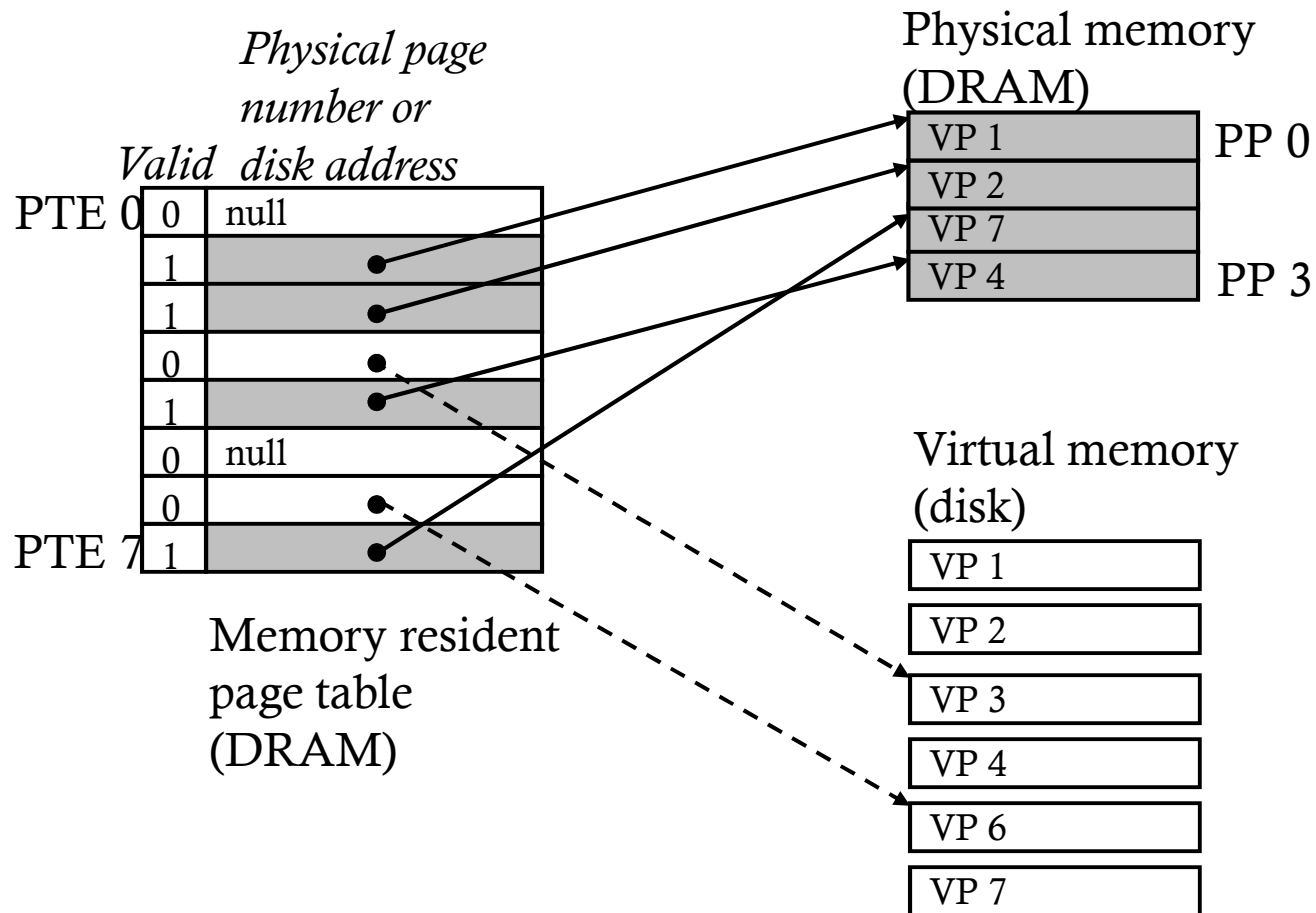 Physical page
number or
Valid disk address
PTE 0 0 null
1
1
0
1
0 null
0
PTE 7 1
Memory resident
page table
(DRAM)
Physical memory
(DRAM)
VP 1 PP 0
VP 2
VP 7
VP 4 PP 3
Virtual memory
(disk)
VP 1
VP 2
VP 3
VP 4
VP 6
VP 7